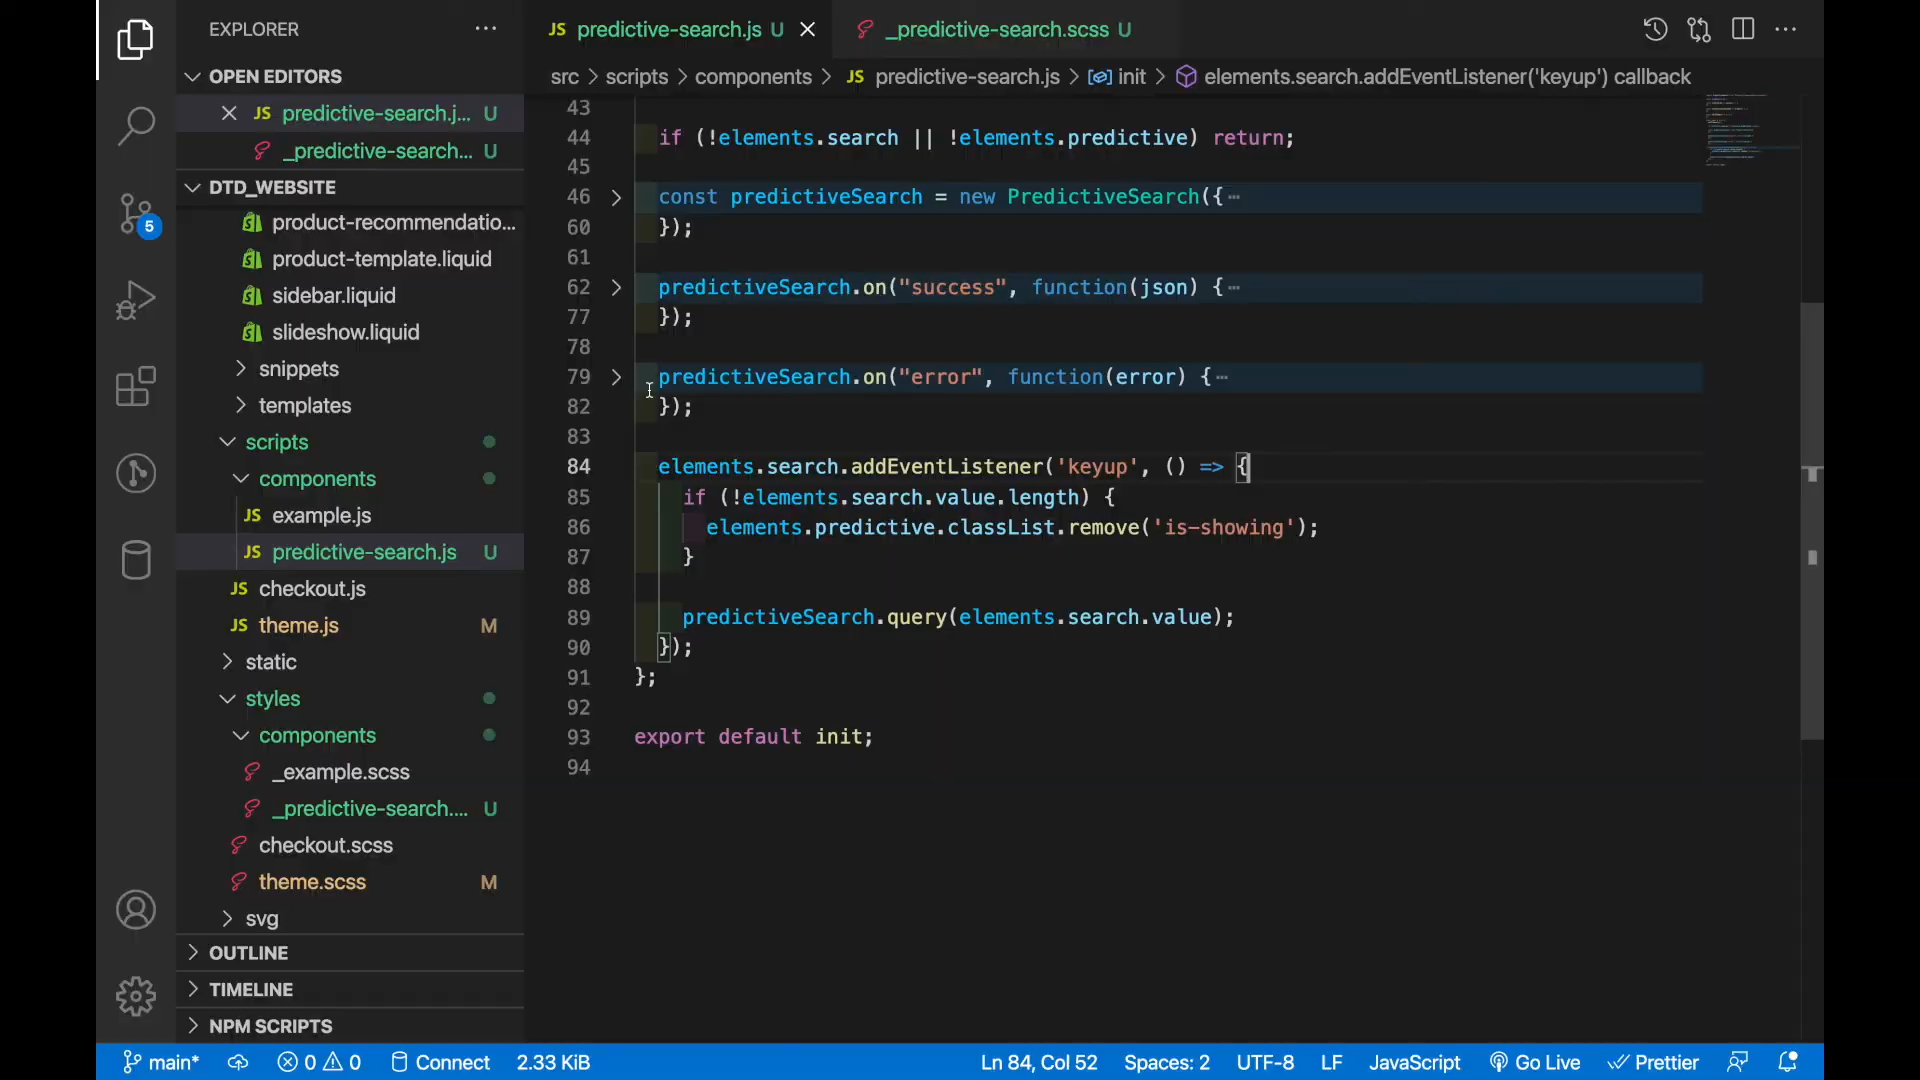 EXPLORER
OPEN EDITORS
JS predictive-search.j... U
_predictive-search... U
DTD_WEBSITE
product-recommendatio...
product-template.liquid
sidebar.liquid
slideshow.liquid
snippets
templates
scripts
components
JS example.js
JS predictive-search.js U
JS checkout.js
JS theme.js M
static
styles
components
_example.scss
_predictive-search.... U
checkout.scss
theme.scss M
svg
OUTLINE
TIMELINE
NPM SCRIPTS
5
JS predictive-search.js U
_predictive-search.scss U
src > scripts > components > JS predictive-search.js > init > elements.search.addEventListener('keyup') callback
43
44 if (!elements.search || !elements.predictive) return;
45
46 const predictiveSearch = new PredictiveSearch({
60 });
61
62 predictiveSearch.on("success", function(json) {
77 });
78
79 predictiveSearch.on("error", function(error) {
82 });
83
84 elements.search.addEventListener('keyup', () => {
85 if (!elements.search.value.length) {
86 elements.predictive.classList.remove('is-showing');
87 }
88
89 predictiveSearch.query(elements.search.value);
90 });
91 };
92
93 export default init;
94
main* 0 0 Connect 2.33 KiB Ln 84, Col 52 Spaces: 2 UTF-8 LF JavaScript Go Live Prettier